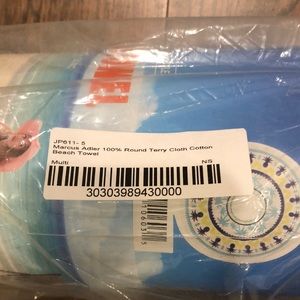 JP611- 5
Marcus Adler 100% Round Terry Cloth Cotton
Beach Towel
Multi NS
30303989430000